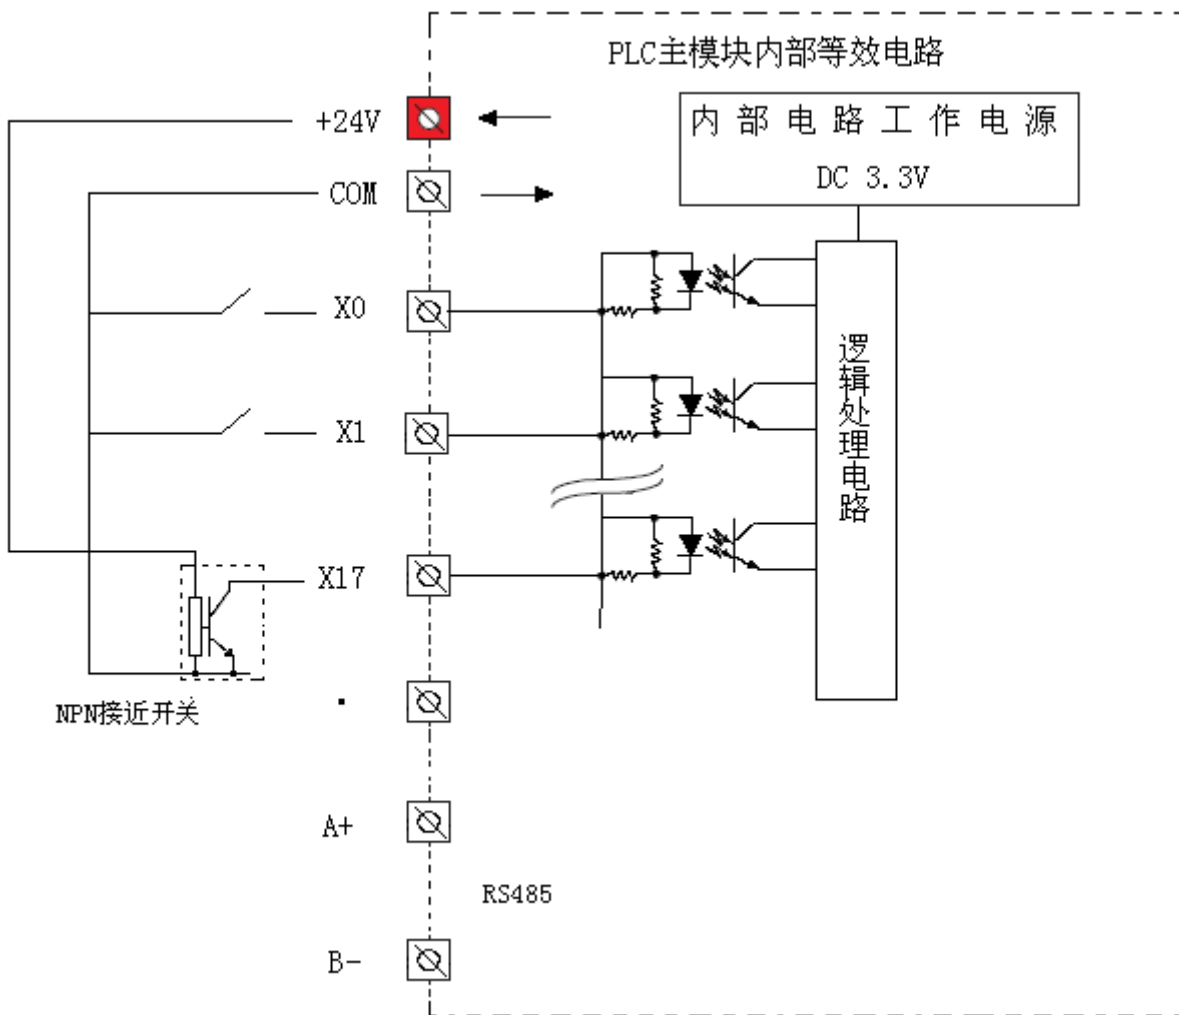 PLC主模块内部等效电路
+24V
内部电路工作电源
DC 3.3V
COM
X0
X1
逻辑处理电路
X17
NPN接近开关
A+
RS485
B-